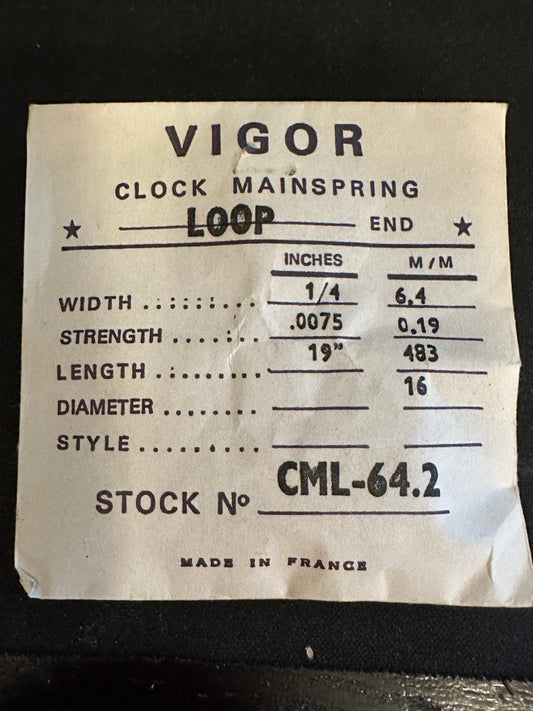 VIGOR
CLOCK MAINSPRING
★ LOOP END ★
INCHES M/M
WIDTH .:::::... 1/4 6.4
STRENGTH ....:.. .0075 0.19
LENGTH .:....... 19" 483
DIAMETER ........ 16
STYLE ...........
STOCK Nº CML-64.2
MADE IN FRANCE